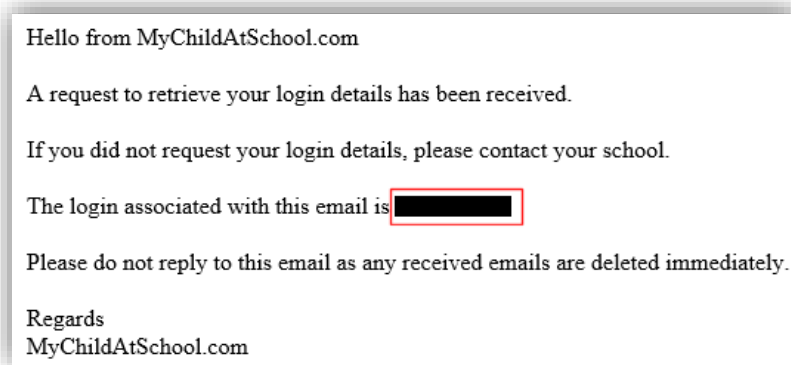 Hello from MyChildAtSchool.com
A request to retrieve your login details has been received.
If you did not request your login details, please contact your school.
The login associated with this email is
Please do not reply to this email as any received emails are deleted immediately.
Regards
MyChildAtSchool.com